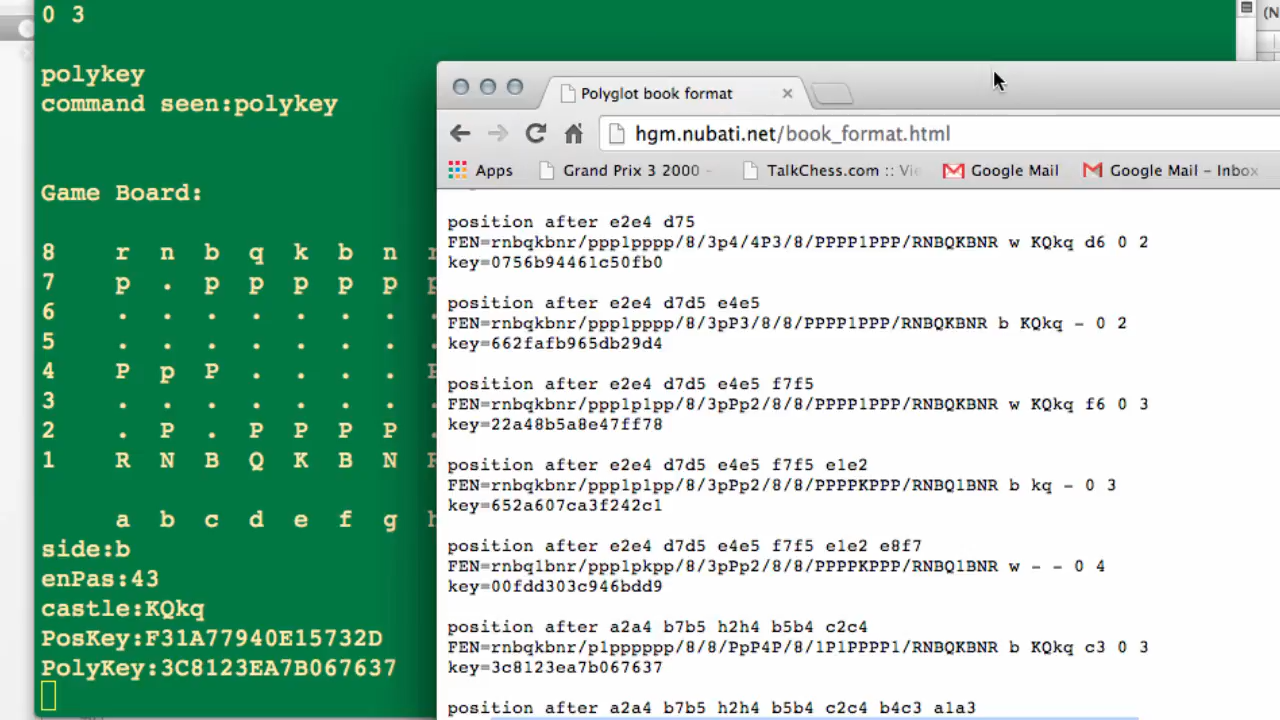 0 3
polykey
command seen:polykey
Game Board:
8 r n b q k b n r
7 p . p p p p p p
6 . . . . . . .
5 . . . . . . .
4 P p P . . . . P
3 . . . . . . .
2 . P . P P P P .
1 R N B Q K B N R
a b c d e f g h
side:b
enPas:43
castle:KQkq
PosKey:F31A77940E15732D
PolyKey:3C8123EA7B067637
(N
Polyglot book format
hgm.nubati.net/book_format.html
Apps Grand Prix 3 2000 - TalkChess.com :: Vie Google Mail Google Mail - Inbox
position after e2e4 d75
FEN=rnbqkbnr/ppp1pppp/8/3p4/4P3/8/PPPP1PPP/RNBQKBNR w KQkq d6 0 2
key=0756b94461c50fb0
position after e2e4 d7d5 e4e5
FEN=rnbqkbnr/ppp1pppp/8/3pP3/8/8/PPPP1PPP/RNBQKBNR b KQkq - 0 2
key=662fafb965db29d4
position after e2e4 d7d5 e4e5 f7f5
FEN=rnbqkbnr/ppp1p1pp/8/3pPp2/8/8/PPPP1PPP/RNBQKBNR w KQkq f6 0 3
key=22a48b5a8e47ff78
position after e2e4 d7d5 e4e5 f7f5 e1e2
FEN=rnbqkbnr/ppp1p1pp/8/3pPp2/8/8/PPPPKPPP/RNBQ1BNR b kq - 0 3
key=652a607ca3f242c1
position after e2e4 d7d5 e4e5 f7f5 e1e2 e8f7
FEN=rnbq1bnr/ppp1pkpp/8/3pPp2/8/8/PPPPKPPP/RNBQ1BNR w - - 0 4
key=00fdd303c946bdd9
position after a2a4 b7b5 h2h4 b5b4 c2c4
FEN=rnbqkbnr/p1pppppp/8/8/PpP4P/8/1P1PPPP1/RNBQKBNR b KQkq c3 0 3
key=3c8123ea7b067637
position after a2a4 b7b5 h2h4 b5b4 c2c4 b4c3 a1a3